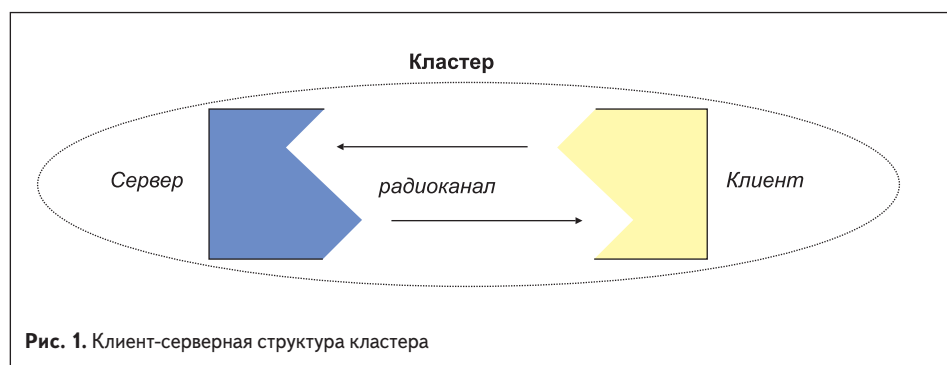 Кластер
Сервер
радиоканал
Клиент
Рис. 1. Клиент-серверная структура кластера